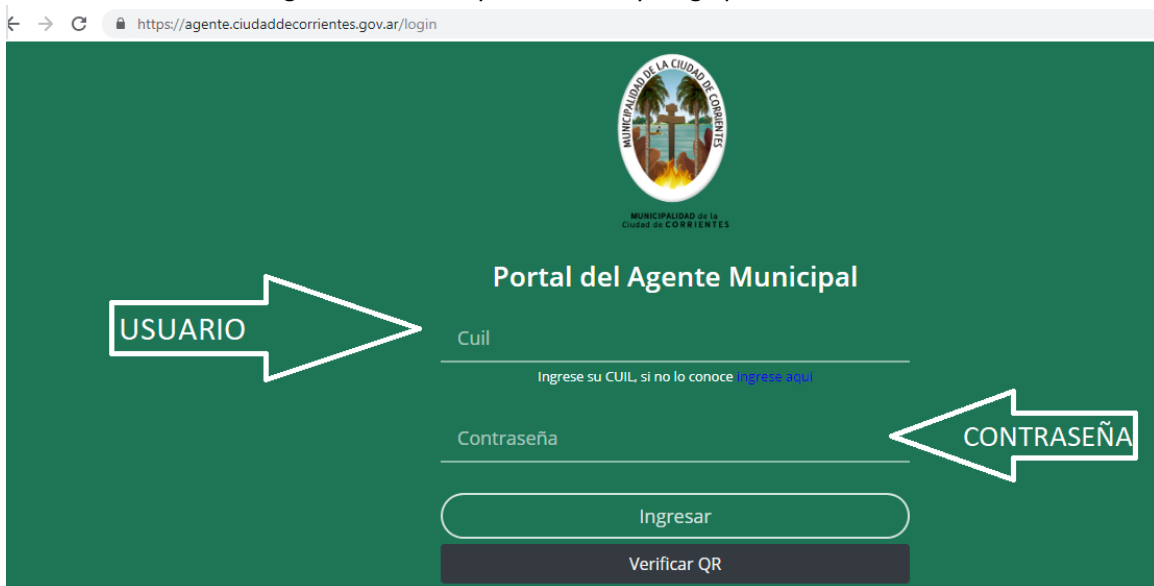 https://agente.ciudaddecorrientes.gov.ar/login
MUNICIPALIDAD DE LA CIUDAD DE CORRIENTES
MUNICIPALIDAD de la
Ciudad de CORRIENTES
Portal del Agente Municipal
USUARIO
Cuil
Ingrese su CUIL, si no lo conoce ingrese aqui
Contraseña
CONTRASEÑA
Ingresar
Verificar QR